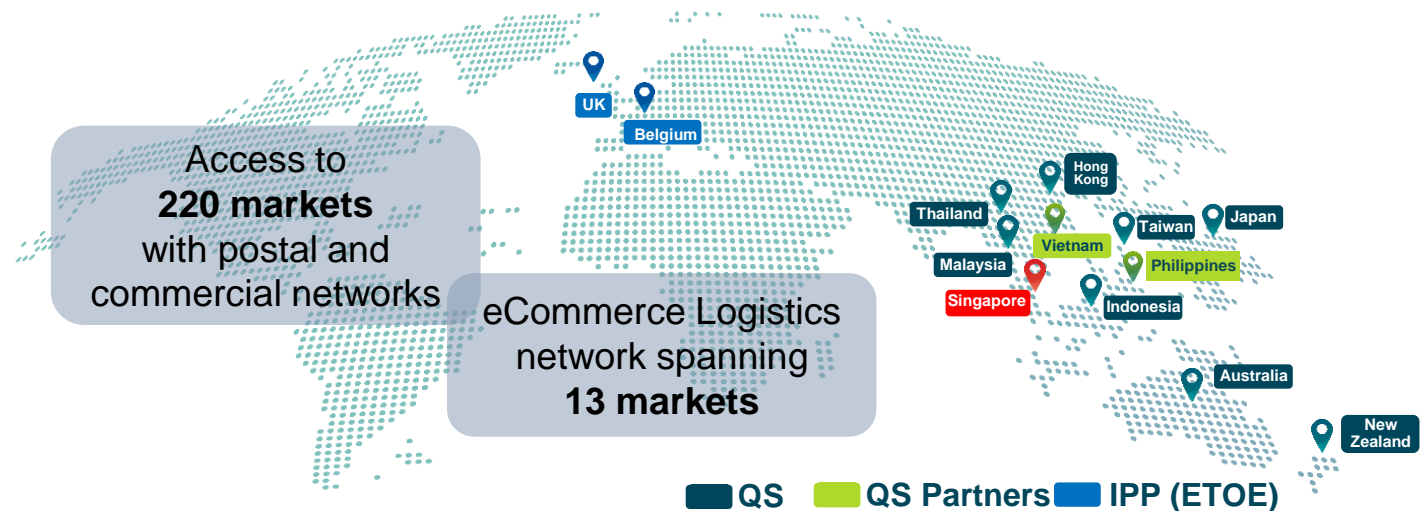 Access to
220 markets
with postal and
commercial networks
eCommerce Logistics
network spanning
13 markets
UK
Belgium
Hong
Kong
Thailand
Taiwan
Japan
Vietnam
Malaysia
Philippines
Singapore
Indonesia
Australia
New
Zealand
QS
QS Partners
IPP (ETOE)